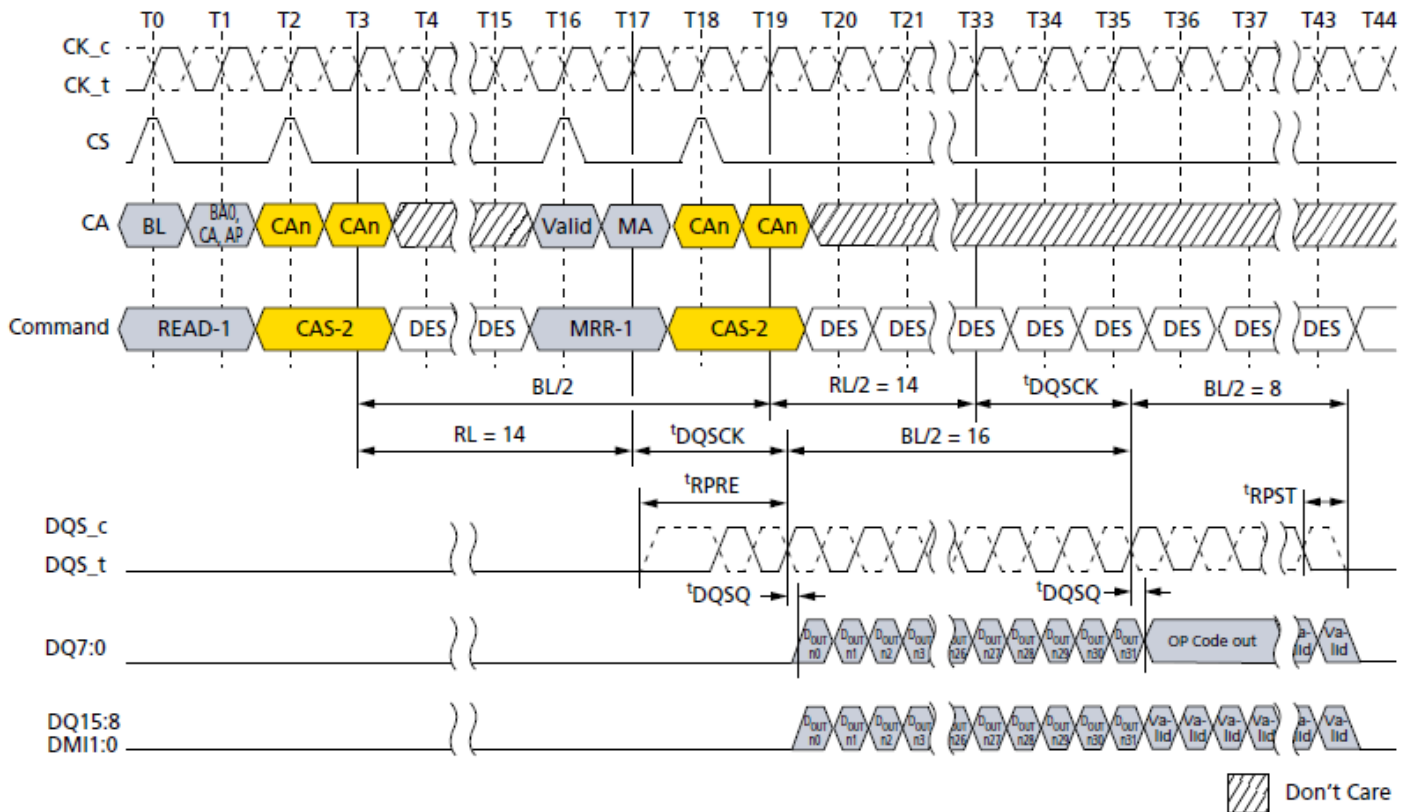 T0 T1 T2 T3 T4 T15 T16 T17 T18 T19 T20 T21 T33 T34 T35 T36 T37 T43 T44
CK_c
CK_t
CS
CA BL BA0, CA, AP CAn CAn Valid MA CAn CAn
Command READ-1 CAS-2 DES DES MRR-1 CAS-2 DES DES DES DES DES DES DES DES
BL/2 RL/2 = 14 tDQSCK BL/2 = 8
RL = 14 tDQSCK BL/2 = 16
tRPRE tRPST
DQS_c
DQS_t
tDQSQ tDQSQ
DQ7:0 DOUT n0 DOUT n1 DOUT n2 DOUT n3 DOUT n26 DOUT n27 DOUT n28 DOUT n29 DOUT n30 DOUT n31 OP Code out a-lid Va-lid
DQ15:8
DMI1:0 DOUT n0 DOUT n1 DOUT n2 DOUT n3 DOUT n26 DOUT n27 DOUT n28 DOUT n29 DOUT n30 DOUT n31 Va-lid Va-lid Va-lid Va-lid a-lid Va-lid
Don't Care